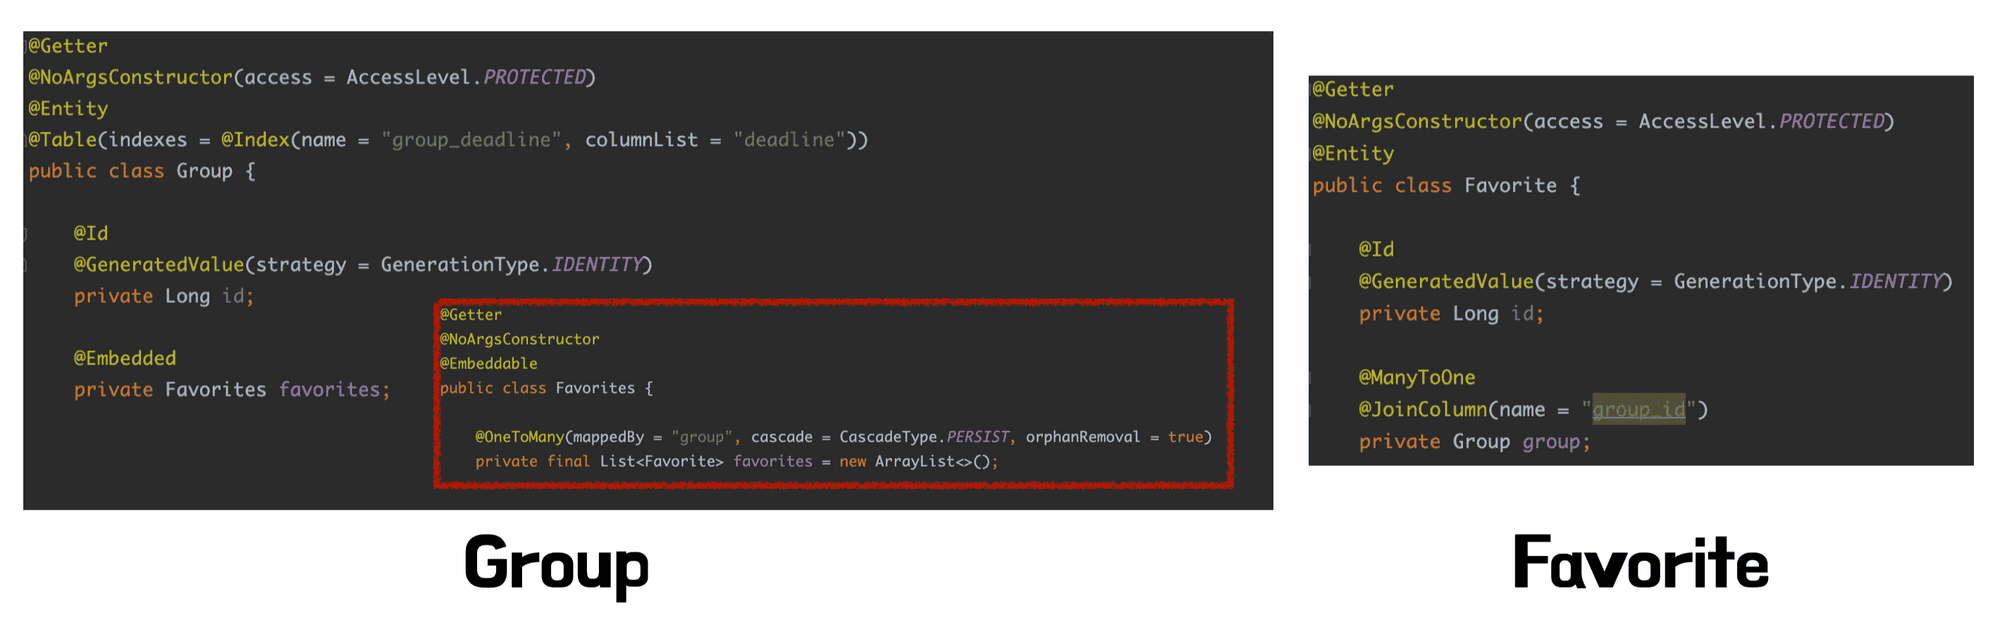 @Getter
@NoArgsConstructor(access = AccessLevel.PROTECTED)
@Entity
@Table(indexes = @Index(name = "group_deadline", columnList = "deadline"))
public class Group {
@Id
@GeneratedValue(strategy = GenerationType.IDENTITY)
private Long id;
@Embedded
private Favorites favorites;
@Getter
@NoArgsConstructor
@Embeddable
public class Favorites {
@OneToMany(mappedBy = "group", cascade = CascadeType.PERSIST, orphanRemoval = true)
private final List<Favorite> favorites = new ArrayList<>();
Group
@Getter
@NoArgsConstructor(access = AccessLevel.PROTECTED)
@Entity
public class Favorite {
@Id
@GeneratedValue(strategy = GenerationType.IDENTITY)
private Long id;
@ManyToOne
@JoinColumn(name = "group_id")
private Group group;
Favorite